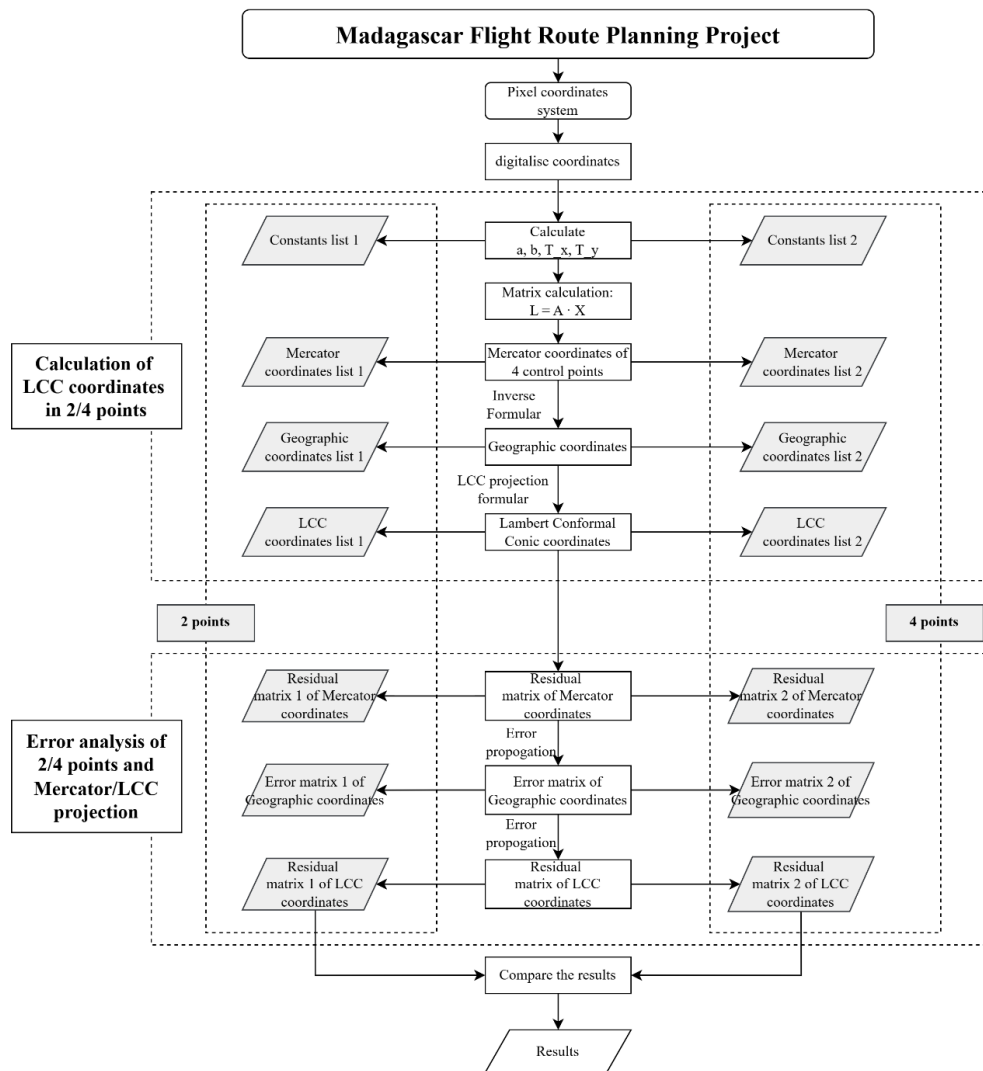 Madagascar Flight Route Planning Project
Pixel coordinates
system
digitalise coordinates
Constants list 1
Calculate
a, b, T_x, T_y
Constants list 2
Matrix calculation:
L = A · X
Calculation of
LCC coordinates
in 2/4 points
Mercator
coordinates list 1
Mercator coordinates of
4 control points
Mercator
coordinates list 2
Inverse
Formular
Geographic
coordinates list 1
Geographic coordinates
Geographic
coordinates list 2
LCC projection
formular
LCC
coordinates list 1
Lambert Conformal
Conic coordinates
LCC
coordinates list 2
2 points
4 points
Error analysis of
2/4 points and
Mercator/LCC
projection
Residual
matrix 1 of Mercator
coordinates
Residual
matrix of Mercator
coordinates
Residual
matrix 2 of Mercator
coordinates
Error
propogation
Error matrix 1 of
Geographic coordinates
Error matrix of
Geographic coordinates
Error matrix 2 of
Geographic coordinates
Error
propogation
Residual
matrix 1 of LCC
coordinates
Residual
matrix of LCC
coordinates
Residual
matrix 2 of LCC
coordinates
Compare the results
Results